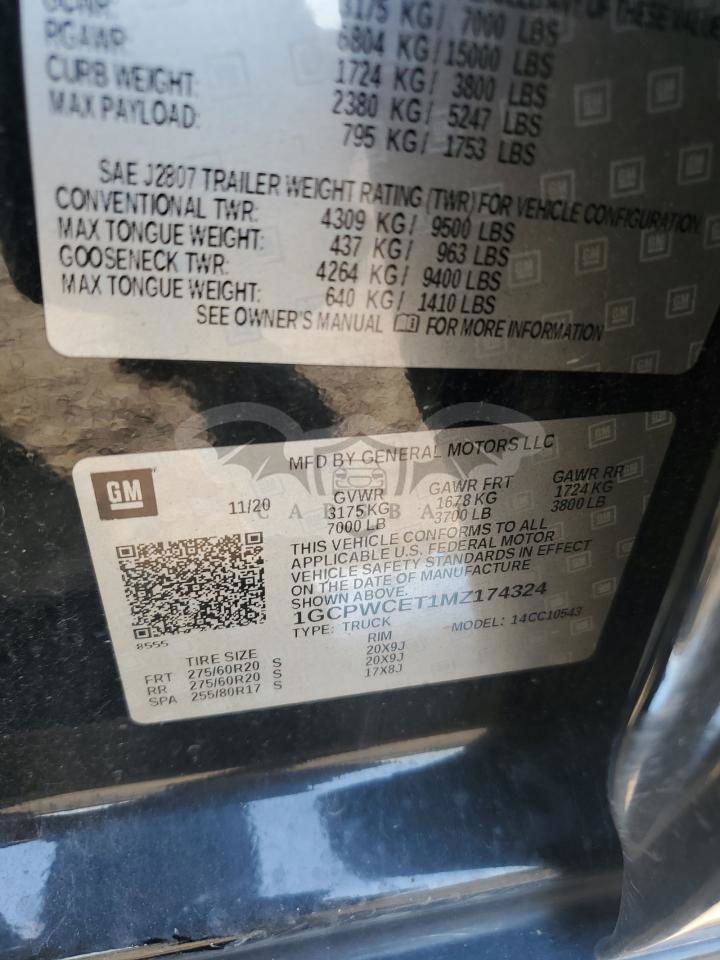 GCWR:
RGAWR:
CURB WEIGHT:
MAX PAYLOAD:
ANY OF THESE VALUES
3175 KG/ 7000 LBS
6804 KG/15000 LBS
1724 KG/ 3800 LBS
2380 KG/ 5247 LBS
795 KG/ 1753 LBS
SAE J2807 TRAILER WEIGHT RATING (TWR) FOR VEHICLE CONFIGURATION
CONVENTIONAL TWR: 4309 KG/ 9500 LBS
MAX TONGUE WEIGHT: 437 KG/ 963 LBS
GOOSENECK TWR: 4264 KG/ 9400 LBS
MAX TONGUE WEIGHT: 640 KG/ 1410 LBS
SEE OWNER'S MANUAL FOR MORE INFORMATION
GM
MFD BY GENERAL MOTORS LLC
11/20
GVWR GAWR FRT GAWR RR
3175 KG 1678 KG 1724 KG
7000 LB 3700 LB 3800 LB
THIS VEHICLE CONFORMS TO ALL
APPLICABLE U.S. FEDERAL MOTOR
VEHICLE SAFETY STANDARDS IN EFFECT
ON THE DATE OF MANUFACTURE
SHOWN ABOVE.
1GCPWCET1MZ174324
TYPE: TRUCK MODEL: 14CC10543
8555
TIRE SIZE RIM
FRT 275/60R20 S 20X9J
RR 275/60R20 S 20X9J
SPA 255/80R17 S 17X8J